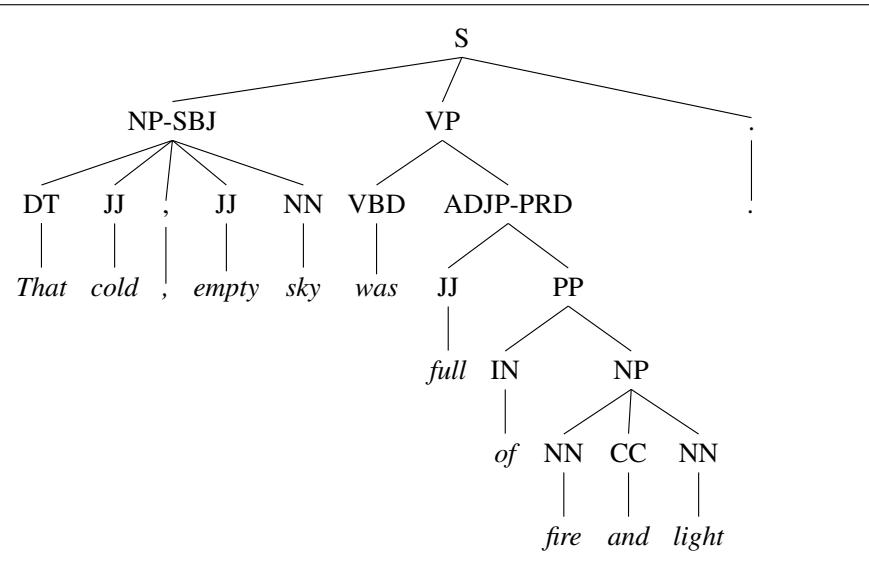 S
NP-SBJ VP .
DT JJ , JJ NN VBD ADJP-PRD .
That cold , empty sky was JJ PP
full IN NP
of NN CC NN
fire and light